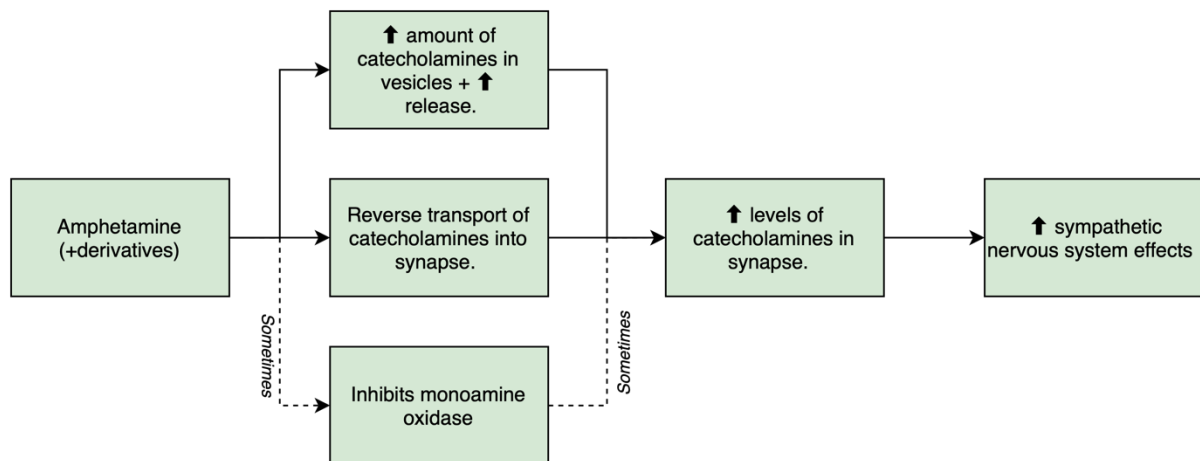 ⬆ amount of
catecholamines in
vesicles + ⬆
release.
Amphetamine
(+derivatives)
Reverse transport of
catecholamines into
synapse.
⬆ levels of
catecholamines in
synapse.
⬆ sympathetic
nervous system effects
Sometimes
Sometimes
Inhibits monoamine
oxidase